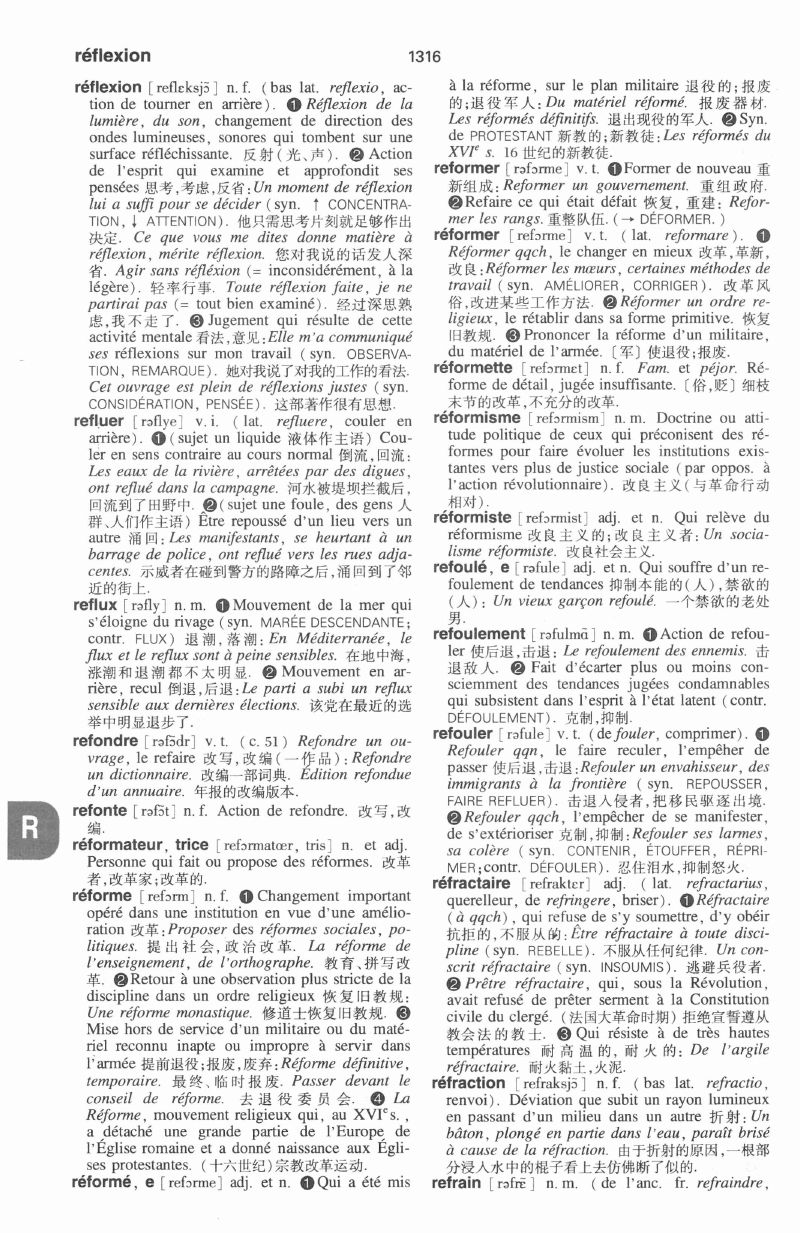 réflexion
1316
réflexion [reflɛksjɔ̃] n. f. (bas lat. reflexio, ac-
tion de tourner en arrière). ❶ Réflexion de la
lumière, du son, changement de direction des
ondes lumineuses, sonores qui tombent sur une
surface réfléchissante. 反射(光、声). ❷ Action
de l'esprit qui examine et approfondit ses
pensées 思考,考虑,反省:Un moment de réflexion
lui a suffi pour se décider (syn. ↑ CONCENTRA-
TION, ↓ ATTENTION). 他只需思考片刻就足够作出
决定. Ce que vous me dites donne matière à
réflexion, mérite réflexion. 您对我说的话发人深
省. Agir sans réfléxión (= inconsidérément, à la
légère). 轻率行事. Toute réflexion faite, je ne
partirai pas (= tout bien examiné). 经过深思熟
虑,我不走了. ❸ Jugement qui résulte de cette
activité mentale 看法,意见:Elle m'a communiqué
ses réflexions sur mon travail (syn. OBSERVA-
TION, REMARQUE). 她对我说了对我的工作的看法.
Cet ouvrage est plein de réflexions justes (syn.
CONSIDÉRATION, PENSÉE). 这部著作很有思想.
refluer [rəflye] v. i. (lat. refluere, couler en
arrière). ❶ (sujet un liquide 液体作主语) Cou-
ler en sens contraire au cours normal 倒流,回流:
Les eaux de la rivière, arrêtées par des digues,
ont reflué dans la campagne. 河水被堤坝拦截后,
回流到了田野中. ❷ (sujet une foule, des gens 人
群、人们作主语) Être repoussé d'un lieu vers un
autre 涌回: Les manifestants, se heurtant à un
barrage de police, ont reflué vers les rues adja-
centes. 示威者在碰到警方的路障之后,涌回到了邻
近的街上.
reflux [rəfly] n. m. ❶ Mouvement de la mer qui
s'éloigne du rivage (syn. MARÉE DESCENDANTE;
contr. FLUX) 退潮,落潮: En Méditerranée, le
flux et le reflux sont à peine sensibles. 在地中海,
涨潮和退潮都不太明显. ❷ Mouvement en ar-
rière, recul 倒退,后退:Le parti a subi un reflux
sensible aux dernières élections. 该党在最近的选
举中明显退步了.
refondre [rəfɔ̃dr] v. t. (c. 51) Refondre un ou-
vrage, le refaire 改写,改编(一作品): Refondre
un dictionnaire. 改编一部词典. Édition refondue
d'un annuaire. 年报的改编版本.
refonte [rəfɔ̃t] n. f. Action de refondre. 改写,改
编.
réformateur, trice [refɔrmatœr, tris] n. et adj.
Personne qui fait ou propose des réformes. 改革
者,改革家;改革的.
réforme [refɔrm] n. f. ❶ Changement important
opéré dans une institution en vue d'une amélio-
ration 改革:Proposer des réformes sociales, po-
litiques. 提出社会,政治改革. La réforme de
l'enseignement, de l'orthographe. 教育、拼写改
革. ❷ Retour à une observation plus stricte de la
discipline dans un ordre religieux 恢复旧教规:
Une réforme monastique. 修道士恢复旧教规. ❸
Mise hors de service d'un militaire ou du maté-
riel reconnu inapte ou impropre à servir dans
l'armée 提前退役;报废,废弃:Réforme définitive,
temporaire. 最终、临时报废. Passer devant le
conseil de réforme. 去退役委员会. ❹ La
Réforme, mouvement religieux qui, au XVIᵉ s.,
a détaché une grande partie de l'Europe de
l'Église romaine et a donné naissance aux Égli-
ses protestantes. (十六世纪)宗教改革运动.
réformé, e [refɔrme] adj. et n. ❶ Qui a été mis
à la réforme, sur le plan militaire 退役的;报废
的;退役军人: Du matériel réformé. 报废器材.
Les réformés définitifs. 退出现役的军人. ❷ Syn.
de PROTESTANT 新教的;新教徒: Les réformés du
XVIᵉ s. 16 世纪的新教徒.
reformer [rəfɔrme] v. t. ❶ Former de nouveau 重
新组成: Reformer un gouvernement. 重组政府.
❷ Refaire ce qui était défait 恢复, 重建: Refor-
mer les rangs. 重整队伍. (→ DÉFORMER.)
réformer [refɔrme] v. t. (lat. reformare). ❶
Réformer qqch, le changer en mieux 改革,革新,
改良:Réformer les mœurs, certaines méthodes de
travail (syn. AMÉLIORER, CORRIGER). 改革风
俗,改进某些工作方法. ❷ Réformer un ordre re-
ligieux, le rétablir dans sa forme primitive. 恢复
旧教规. ❸ Prononcer la réforme d'un militaire,
du matériel de l'armée. 〔军〕使退役;报废.
réformette [refɔrmɛt] n. f. Fam. et péjor. Ré-
forme de détail, jugée insuffisante. 〔俗,贬〕细枝
末节的改革,不充分的改革.
réformisme [refɔrmism] n. m. Doctrine ou atti-
tude politique de ceux qui préconisent des ré-
formes pour faire évoluer les institutions exis-
tantes vers plus de justice sociale (par oppos. à
l'action révolutionnaire). 改良主义(与革命行动
相对).
réformiste [refɔrmist] adj. et n. Qui relève du
réformisme 改良主义的;改良主义者: Un socia-
lisme réformiste. 改良社会主义.
refoulé, e [rəfule] adj. et n. Qui souffre d'un re-
foulement de tendances 抑制本能的(人),禁欲的
(人): Un vieux garçon refoulé. 一个禁欲的老处
男.
refoulement [rəfulmɑ̃] n. m. ❶ Action de refou-
ler 使后退,击退: Le refoulement des ennemis. 击
退敌人. ❷ Fait d'écarter plus ou moins con-
sciemment des tendances jugées condamnables
qui subsistent dans l'esprit à l'état latent (contr.
DÉFOULEMENT). 克制,抑制.
refouler [rəfule] v. t. (de fouler, comprimer). ❶
Refouler qqn, le faire reculer, l'empêher de
passer 使后退,击退:Refouler un envahisseur, des
immigrants à la frontière (syn. REPOUSSER,
FAIRE REFLUER). 击退入侵者,把移民驱逐出境.
❷ Refouler qqch, l'empêcher de se manifester,
de s'extérioriser 克制,抑制: Refouler ses larmes,
sa colère (syn. CONTENIR, ÉTOUFFER, RÉPRI-
MER;contr. DÉFOULER). 忍住泪水,抑制怒火.
réfractaire [refraktɛr] adj. (lat. refractarius,
querelleur, de refringere, briser). ❶ Réfractaire
(à qqch), qui refuse de s'y soumettre, d'y obéir
抗拒的,不服从的: Être réfractaire à toute disci-
pline (syn. REBELLE). 不服从任何纪律. Un con-
scrit réfractaire (syn. INSOUMIS). 逃避兵役者.
❷ Prêtre réfractaire, qui, sous la Révolution,
avait refusé de prêter serment à la Constitution
civile du clergé. (法国大革命时期)拒绝宣誓遵从
教会法的教士. ❸ Qui résiste à de très hautes
températures 耐高温的, 耐火的: De l'argile
réfractaire. 耐火黏土,火泥.
réfraction [refraksjɔ̃] n. f. (bas lat. refractio,
renvoi). Déviation que subit un rayon lumineux
en passant d'un milieu dans un autre 折射: Un
bâton, plongé en partie dans l'eau, paraît brisé
à cause de la réfraction. 由于折射的原因,一根部
分浸入水中的棍子看上去仿佛断了似的.
refrain [rəfrɛ̃] n. m. (de l'anc. fr. refraindre,
R